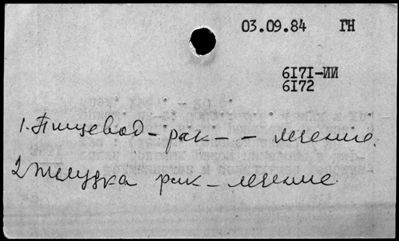 03.09.84 ГН
6171-ИИ
6172
1. Пищевод - рак - - лечение.
2. Желудка рак - лечение